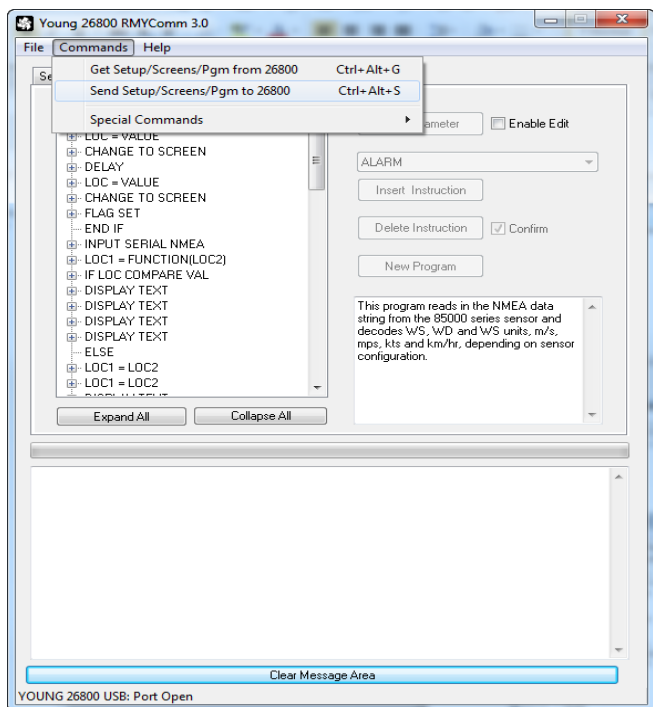 Young 26800 RMYComm 3.0
File Commands Help
Get Setup/Screens/Pgm from 26800 Ctrl+Alt+G
Send Setup/Screens/Pgm to 26800 Ctrl+Alt+S
Special Commands
Se
ameter Enable Edit
LOC = VALUE
CHANGE TO SCREEN
DELAY
LOC = VALUE
CHANGE TO SCREEN
FLAG SET
END IF
INPUT SERIAL NMEA
LOC1 = FUNCTION(LOC2)
IF LOC COMPARE VAL
DISPLAY TEXT
DISPLAY TEXT
DISPLAY TEXT
DISPLAY TEXT
ELSE
LOC1 = LOC2
LOC1 = LOC2
DISPLAY TEXT
Expand All Collapse All
ALARM
Insert Instruction
Delete Instruction Confirm
New Program
This program reads in the NMEA data
string from the 85000 series sensor and
decodes WS, WD and WS units, m/s,
mps, kts and km/hr, depending on sensor
configuration.
Clear Message Area
YOUNG 26800 USB: Port Open